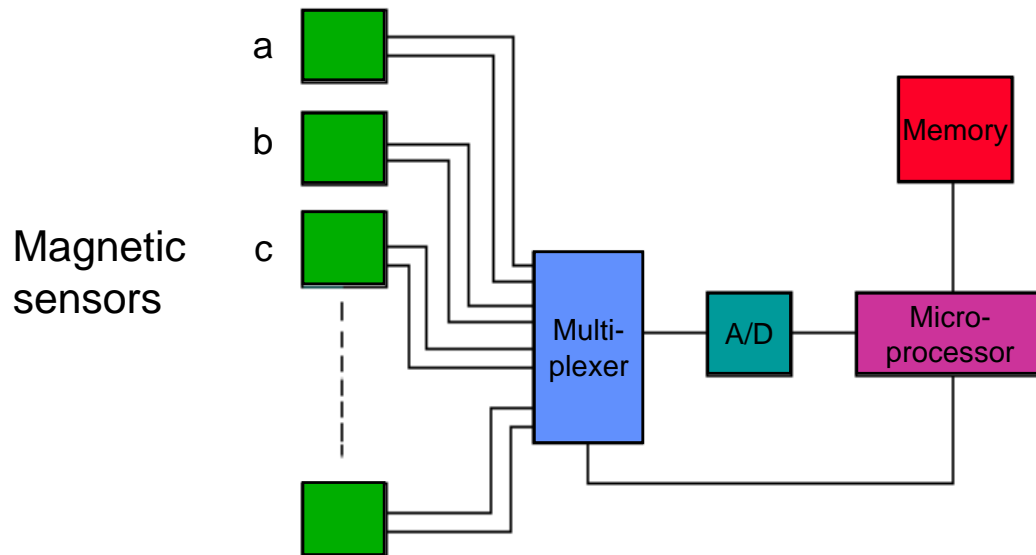 a
b
Magnetic
sensors
c
Memory
Multi-
plexer
A/D
Micro-
processor